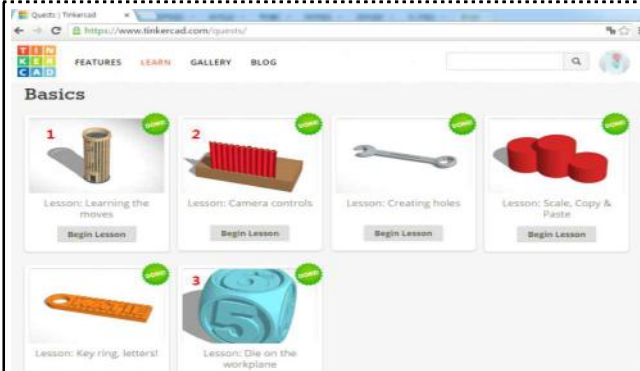 Quests | Tinkercad
https://www.tinkercad.com/quests/
TIN
KER
CAD
FEATURES LEARN GALLERY BLOG
Basics
1 DONE! 2 DONE! DONE! DONE!
Lesson: Learning the moves
Begin Lesson
Lesson: Camera controls
Begin Lesson
Lesson: Creating holes
Begin Lesson
Lesson: Scale, Copy & Paste
Begin Lesson
DONE! 3 DONE!
Lesson: Key ring, letters!
5
5
Lesson: Die on the workplane